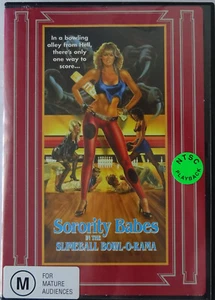 In a bowling
alley from Hell,
there's only
one way to
score...
NTSC
PLAYBACK
Sorority Babes
IN THE
SLIMEBALL BOWL-O-RAMA
M
FOR
MATURE
AUDIENCES